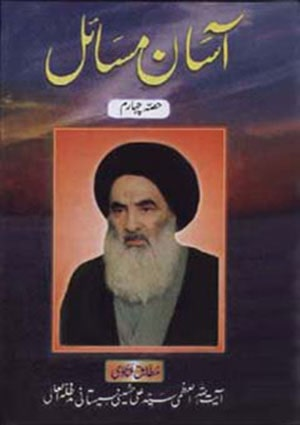 آسان مسائل
حصہ چہارم
مطابق فتاویٰ
آیت اللہ العظمیٰ سید علی حسینی سیستانی مدظلہ العالی